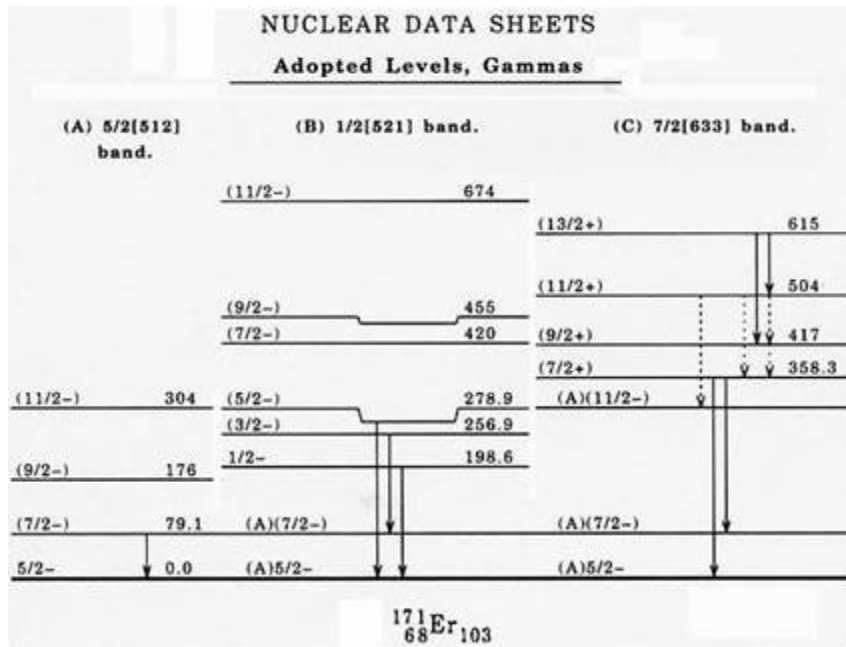 NUCLEAR DATA SHEETS
Adopted Levels, Gammas
(A) 5/2[512]
band.
(B) 1/2[521] band.
(C) 7/2[633] band.
(11/2−) 304
(9/2−) 176
(7/2−) 79.1
5/2− 0.0
(11/2−) 674
(9/2−) 455
(7/2−) 420
(5/2−) 278.9
(3/2−) 256.9
1/2− 198.6
(A)(7/2−)
(A)5/2−
(13/2+) 615
(11/2+) 504
(9/2+) 417
(7/2+) 358.3
(A)(11/2−)
(A)(7/2−)
(A)5/2−
171
68Er103